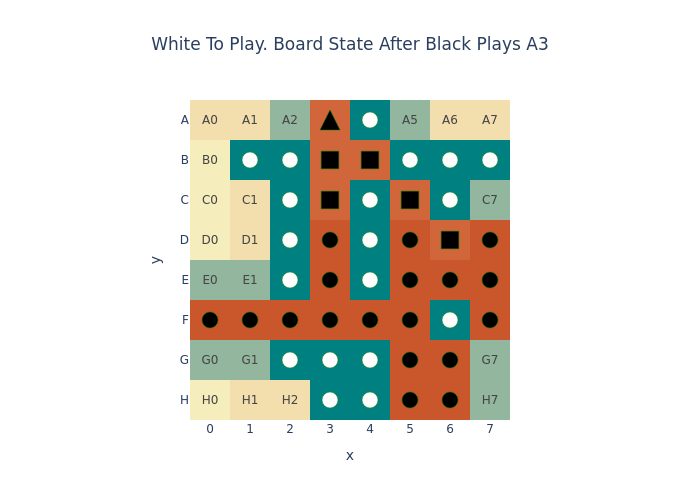 White To Play. Board State After Black Plays A3
A A0 A1 A2 A5 A6 A7
B B0
C C0 C1 C7
D D0 D1
E E0 E1
F
G G0 G1 G7
H H0 H1 H2 H7
0 1 2 3 4 5 6 7
x
y